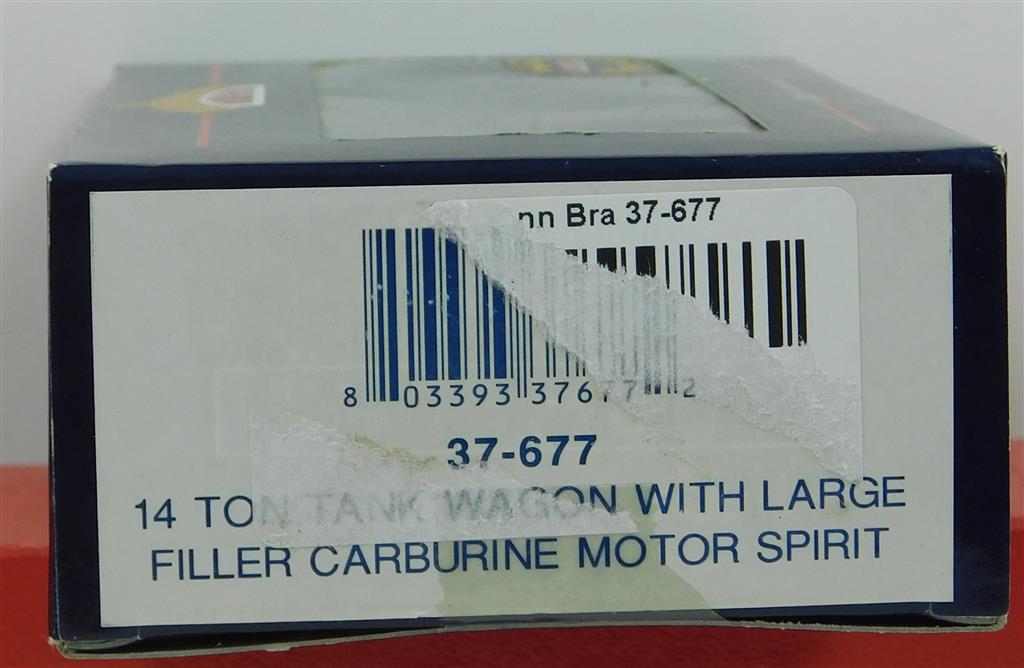 nn Bra 37-677
8 03393 37677 2
37-677
14 TON TANK WAGON WITH LARGE
FILLER CARBURINE MOTOR SPIRIT